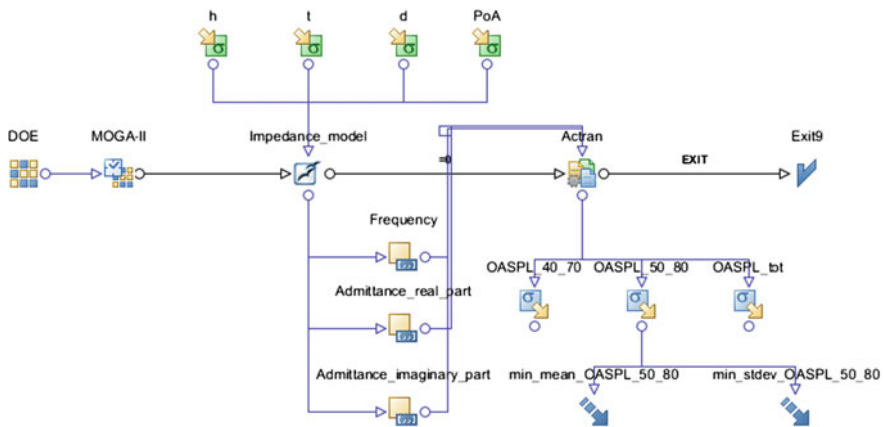 h t d PoA
DOE MOGA-II Impedance_model =0 Actran EXIT Exit9
Frequency
OASPL_40_70 OASPL_50_80 OASPL_tot
Admittance_real_part
Admittance_imaginary_part min_mean_OASPL_50_80 min_stdev_OASPL_50_80